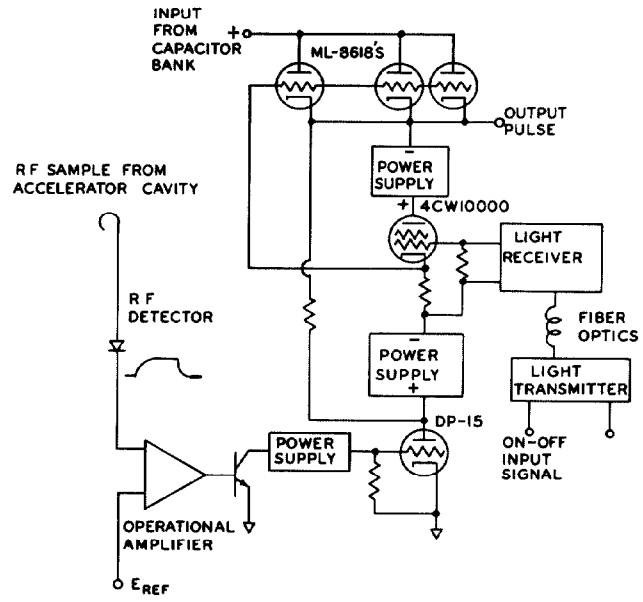 INPUT
FROM
CAPACITOR
BANK
+
ML-8618'S
OUTPUT
PULSE
-
POWER
SUPPLY
+
4CW10000
RF SAMPLE FROM
ACCELERATOR CAVITY
LIGHT
RECEIVER
RF
DETECTOR
FIBER
OPTICS
-
POWER
SUPPLY
+
LIGHT
TRANSMITTER
DP-15
ON-OFF
INPUT
SIGNAL
POWER
SUPPLY
OPERATIONAL
AMPLIFIER
EREF